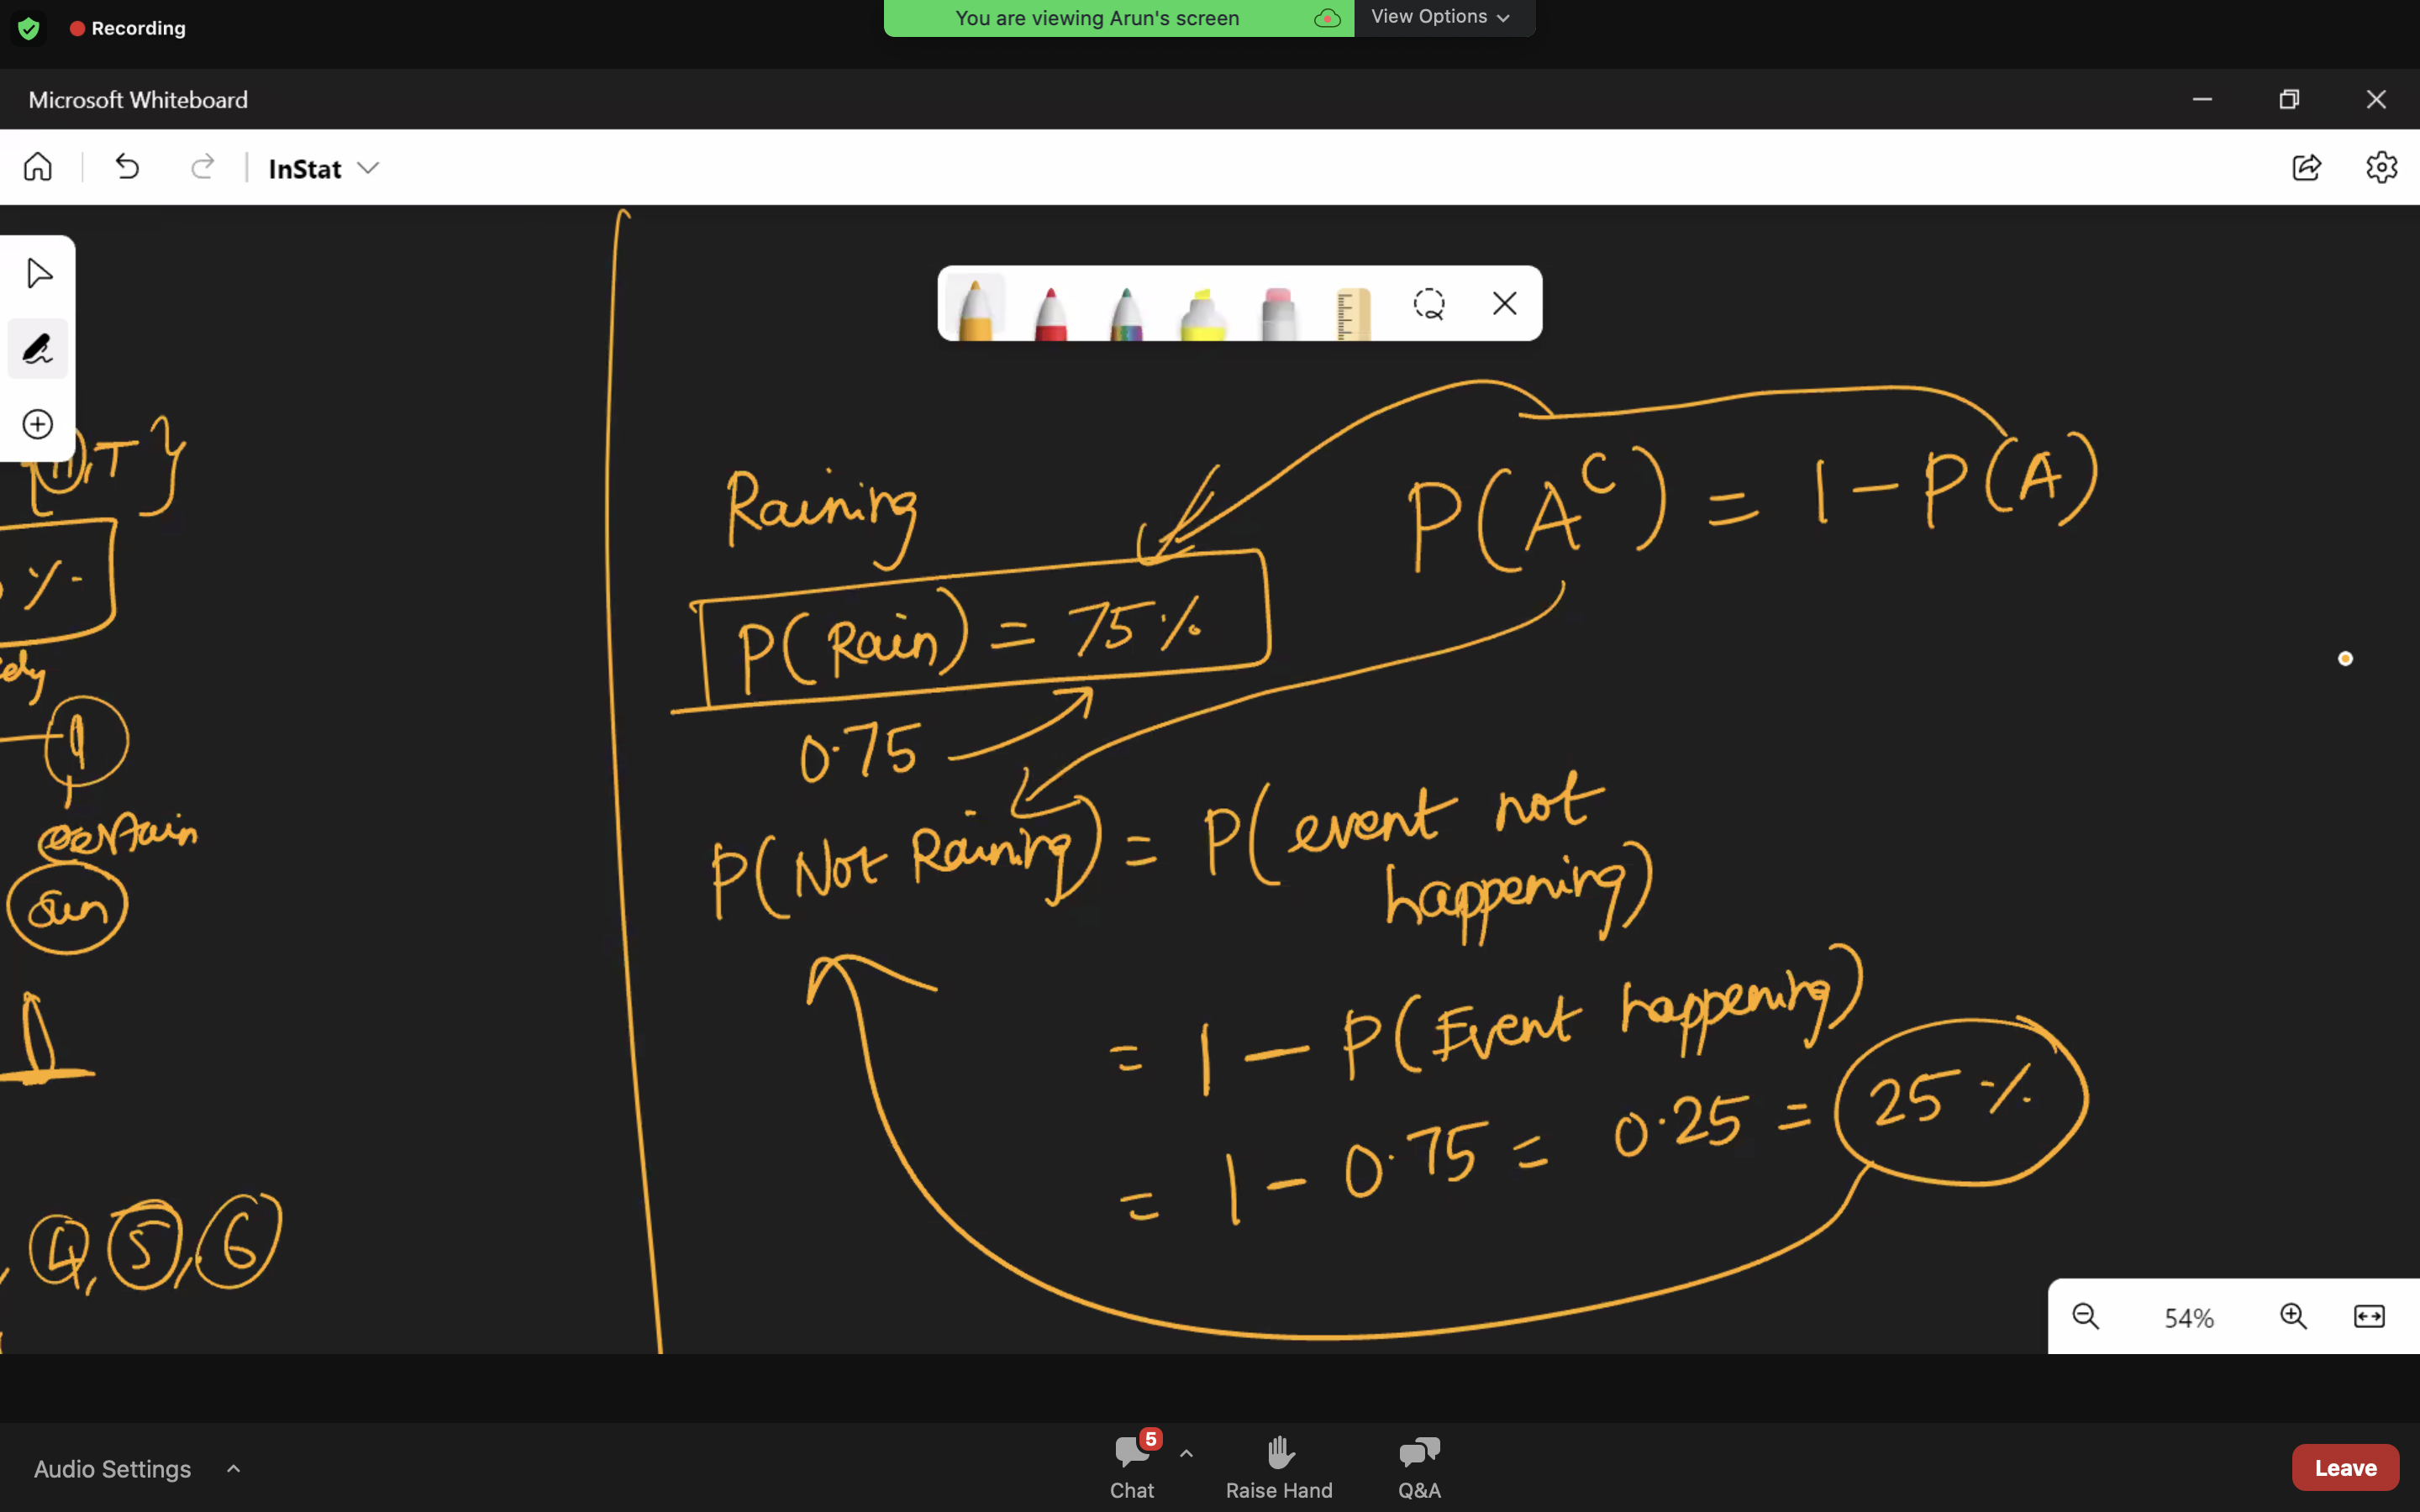 Recording
You are viewing Arun's screen
View Options
Microsoft Whiteboard
InStat
,T }
%
1
certain
Sun
, 4, 5, 6
Raining
P(Rain) = 75%
0.75
P(A^C) = 1 - P(A)
P(Not Raining) = P(event not
happening)
= 1 - P(Event happening)
= 1 - 0.75 = 0.25 = 25%
54%
Audio Settings
5
Chat
Raise Hand
Q&A
Leave